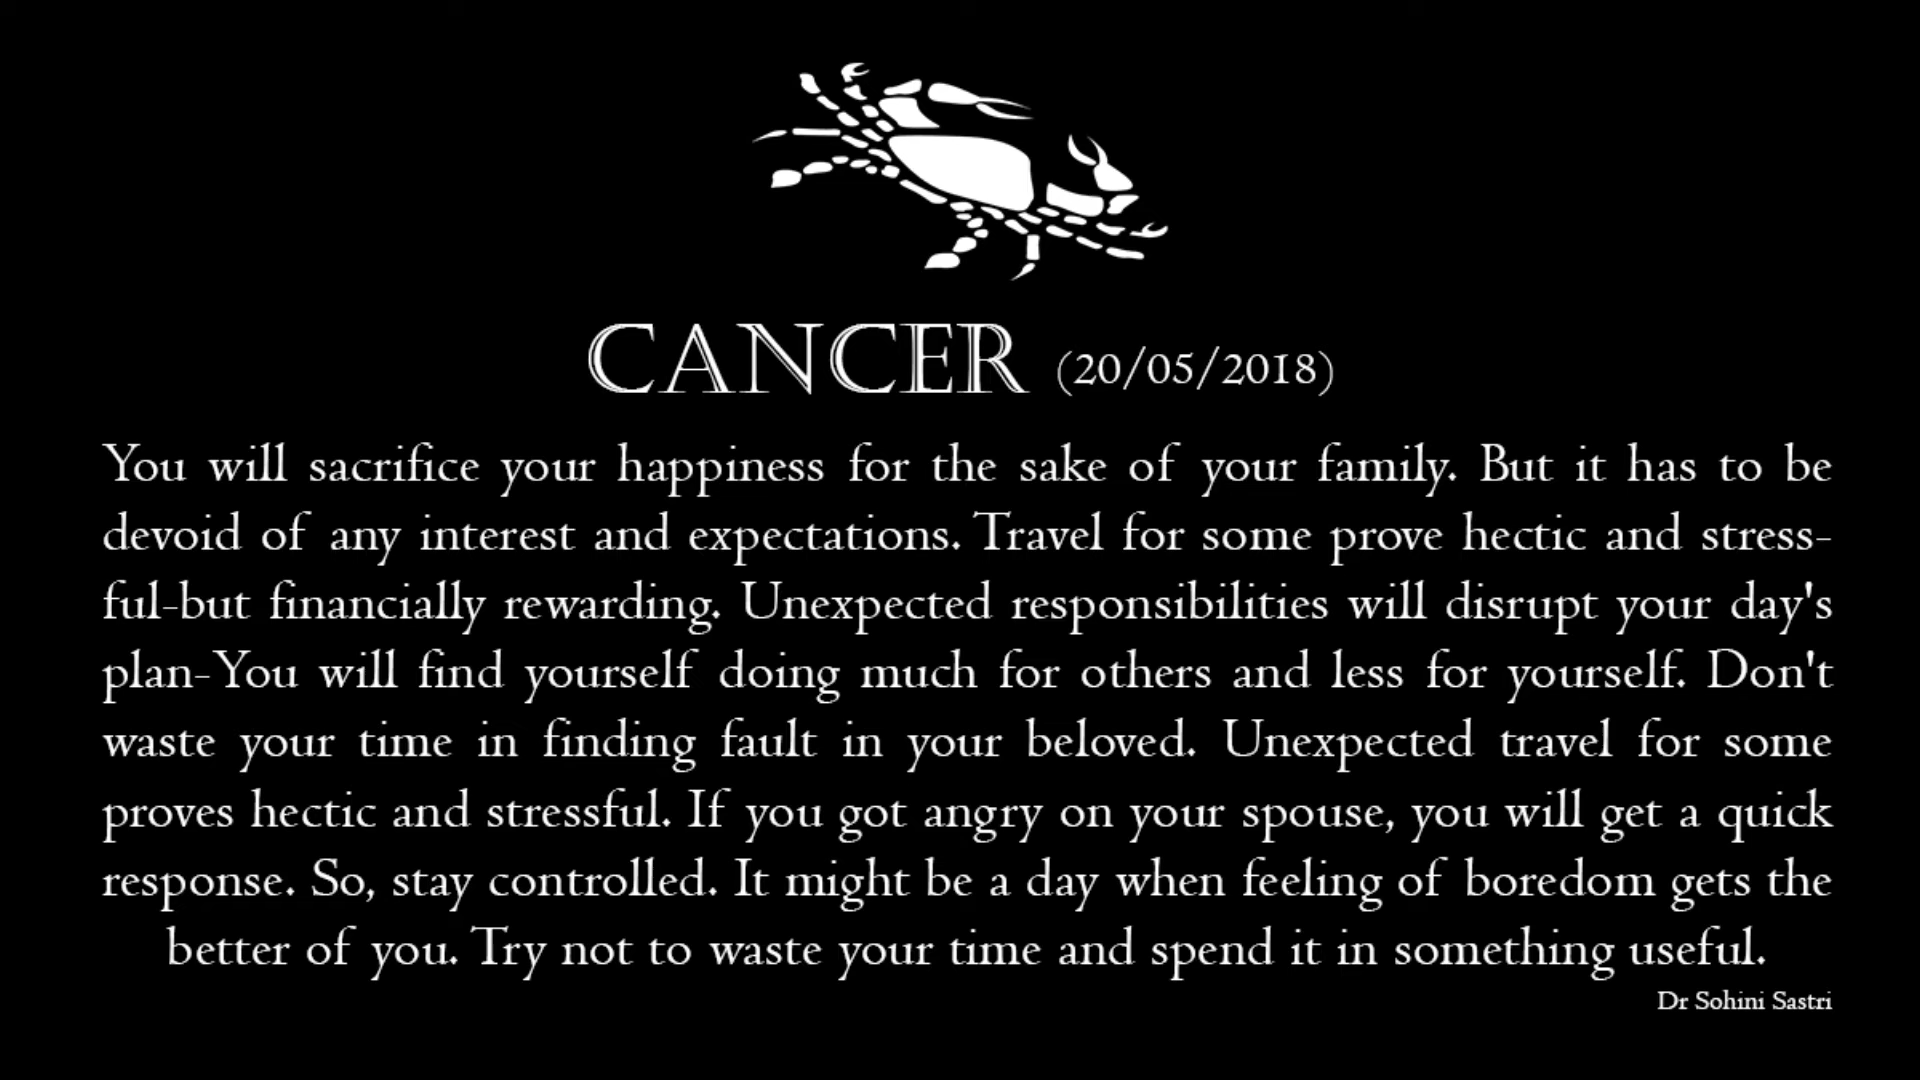 CANCER (20/05/2018)
You will sacrifice your happiness for the sake of your family. But it has to be
devoid of any interest and expectations. Travel for some prove hectic and stress-
ful-but financially rewarding. Unexpected responsibilities will disrupt your day's
plan-You will find yourself doing much for others and less for yourself. Don't
waste your time in finding fault in your beloved. Unexpected travel for some
proves hectic and stressful. If you got angry on your spouse, you will get a quick
response. So, stay controlled. It might be a day when feeling of boredom gets the
better of you. Try not to waste your time and spend it in something useful.
Dr Sohini Sastri